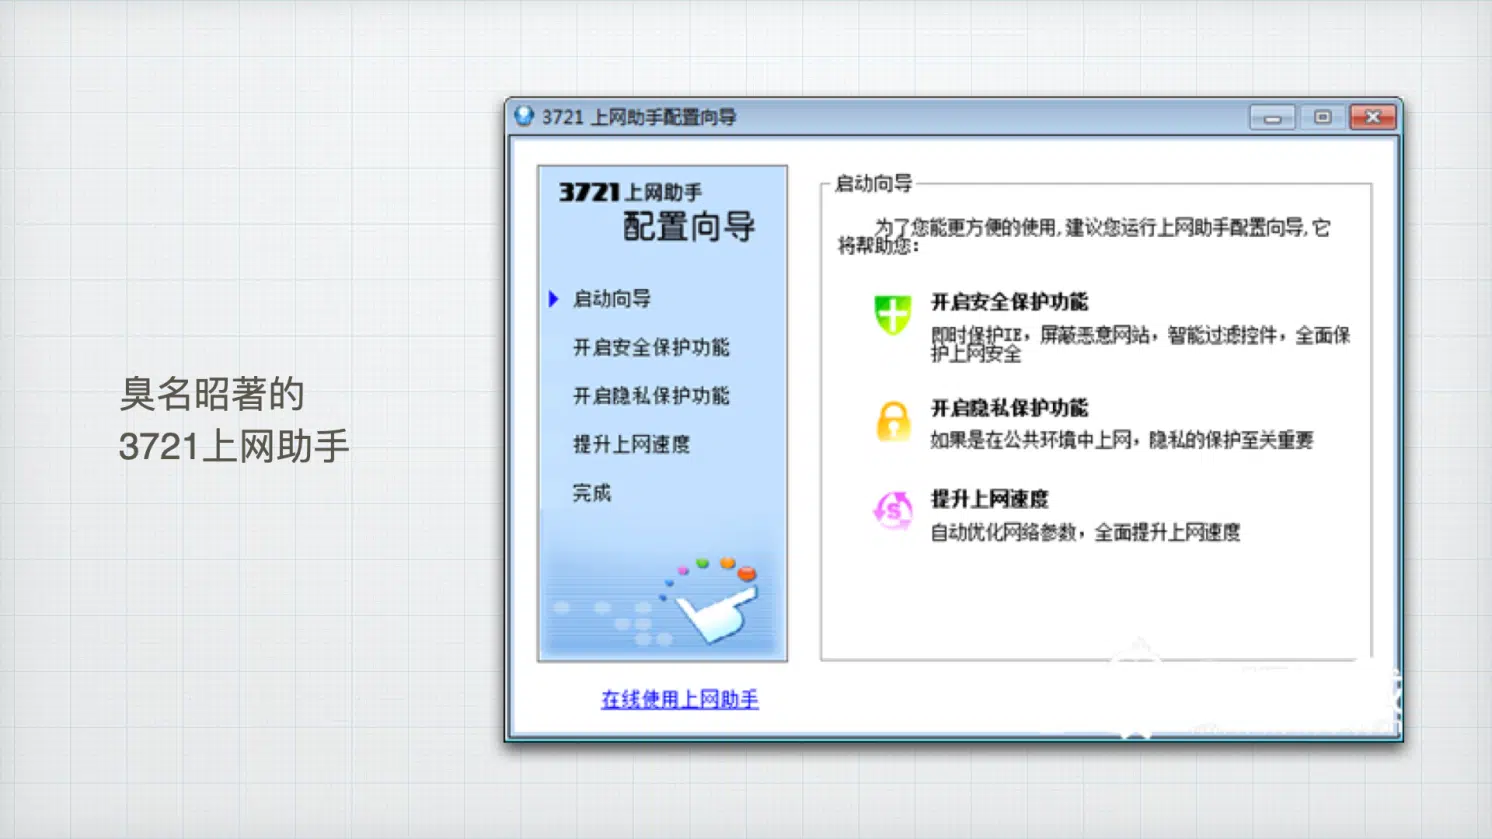 臭名昭著的
3721上网助手
3721 上网助手配置向导
3721上网助手
配置向导
启动向导
开启安全保护功能
开启隐私保护功能
提升上网速度
完成
在线使用上网助手
启动向导
为了您能更方便的使用,建议您运行上网助手配置向导,它
将帮助您：
开启安全保护功能
即时保护IE，屏蔽恶意网站，智能过滤控件，全面保
护上网安全
开启隐私保护功能
如果是在公共环境中上网，隐私的保护至关重要
提升上网速度
自动优化网络参数，全面提升上网速度